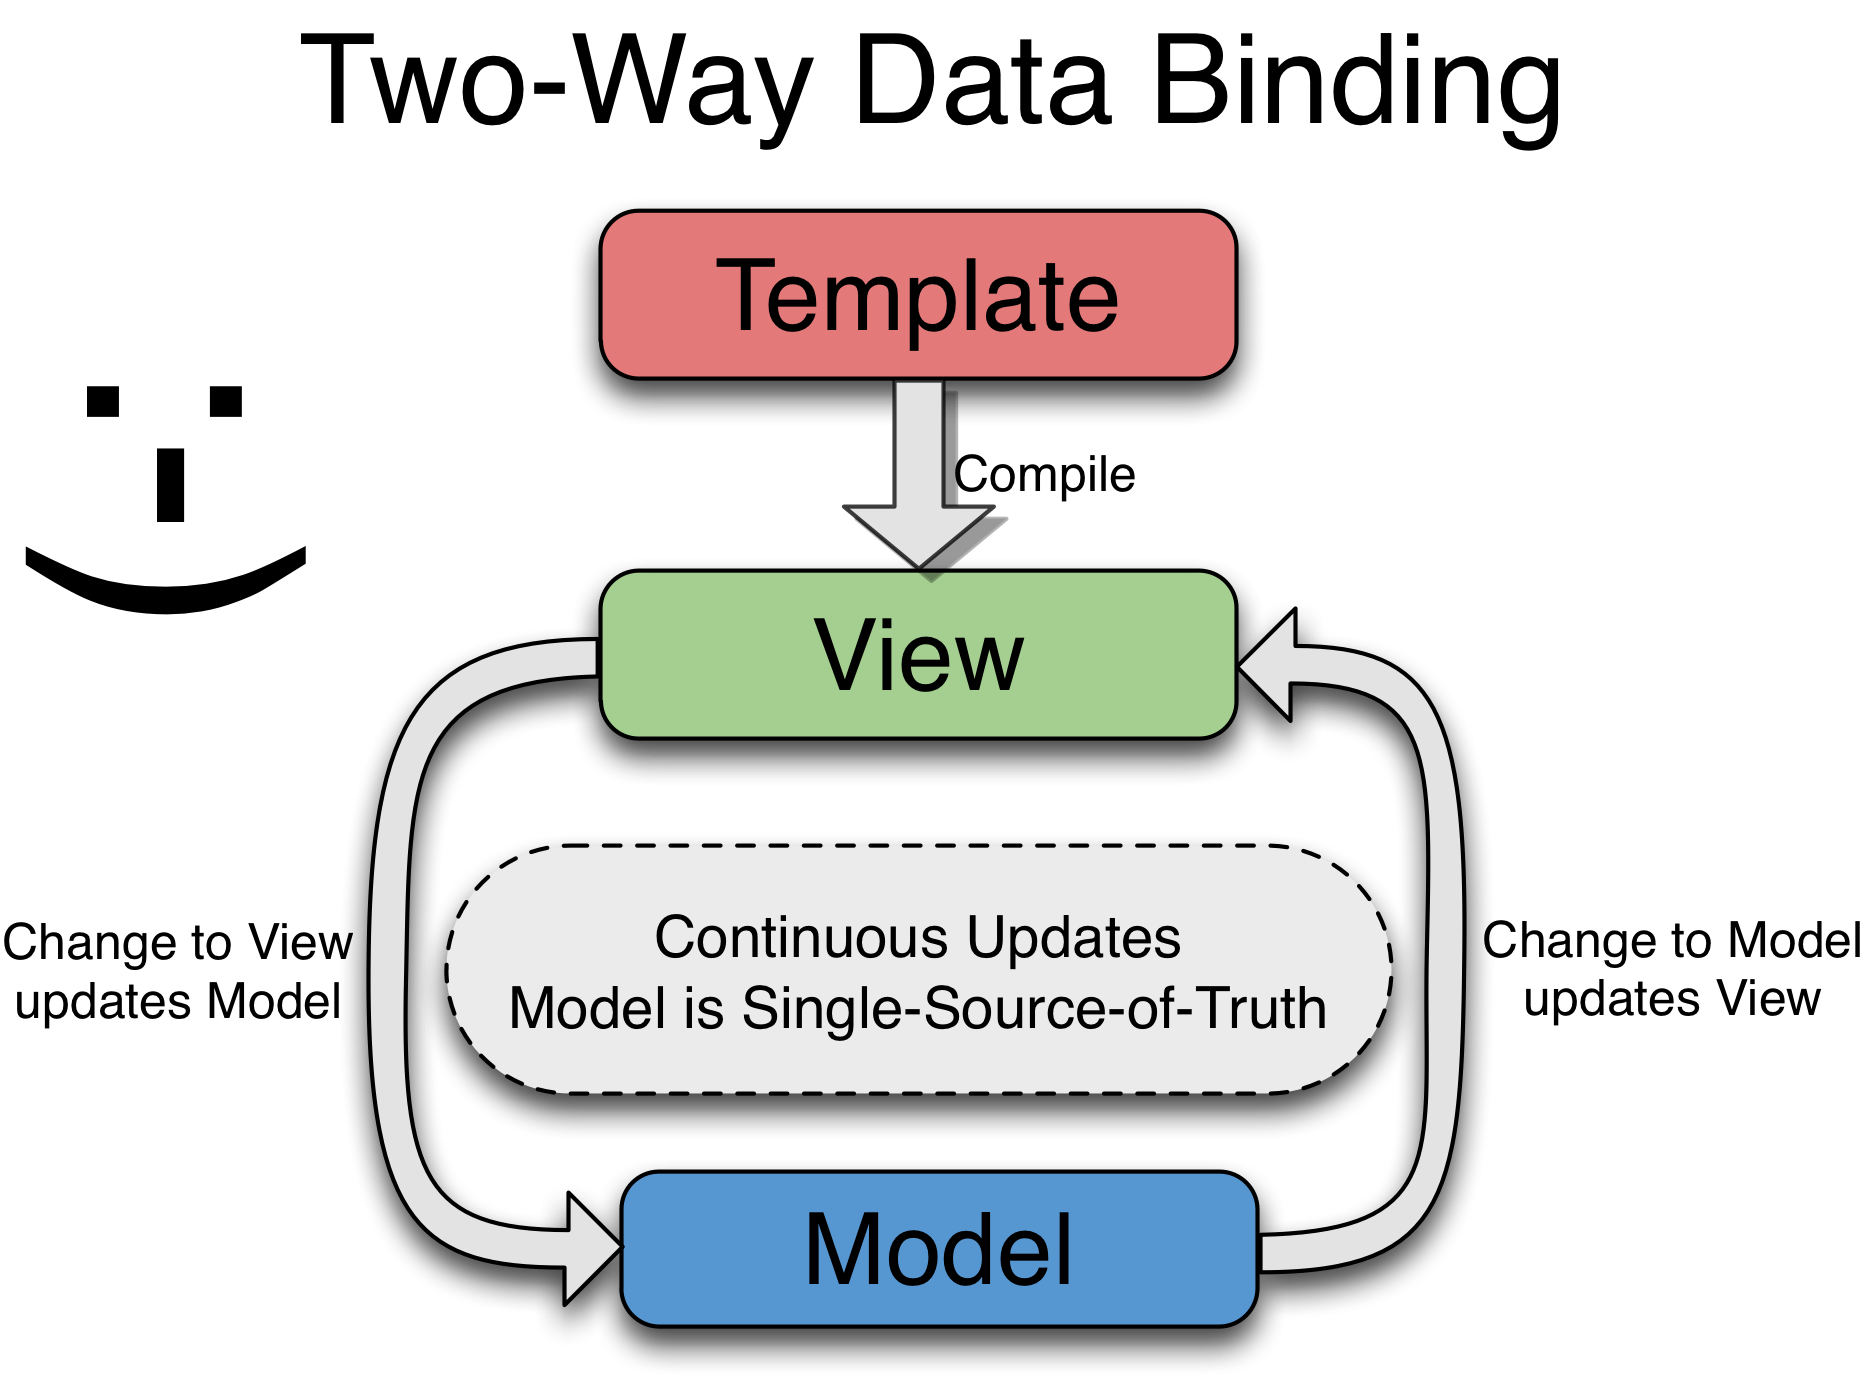 Two-Way Data Binding
Template
Compile
View
Change to View
updates Model
Continuous Updates
Model is Single-Source-of-Truth
Change to Model
updates View
Model